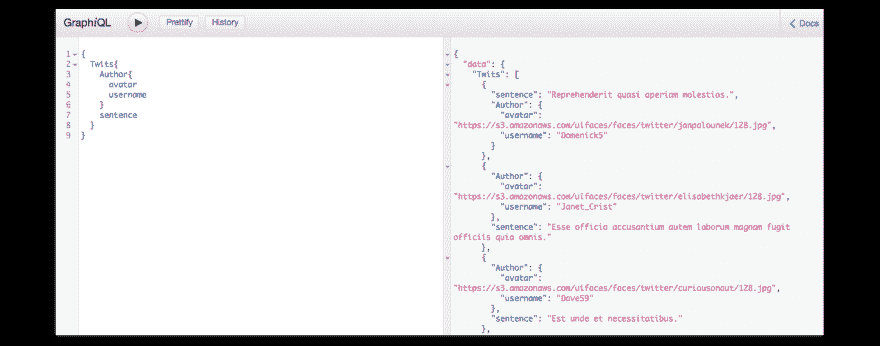 GraphiQL
Prettify
History
Docs
1 {
2 Twits{
3 Author{
4 avatar
5 username
6 }
7 sentence
8 }
9 }
{
"data": {
"Twits": [
{
"sentence": "Reprehenderit quasi aperiam molestios.",
"Author": {
"avatar":
"https://s3.amazonaws.com/uifaces/faces/twitter/janpalounek/128.jpg",
"username": "Domenick5"
}
},
{
"Author": {
"avatar":
"https://s3.amazonaws.com/uifaces/faces/twitter/elisabethkjaer/128.jpg",
"username": "Janet_Crist"
},
"sentence": "Esse officia accusantium autem laborum magnam fugit
officiis quia omnis."
},
{
"Author": {
"avatar":
"https://s3.amazonaws.com/uifaces/faces/twitter/curiousonaut/128.jpg",
"username": "Dave59"
},
"sentence": "Est unde et necessitatibus."
},